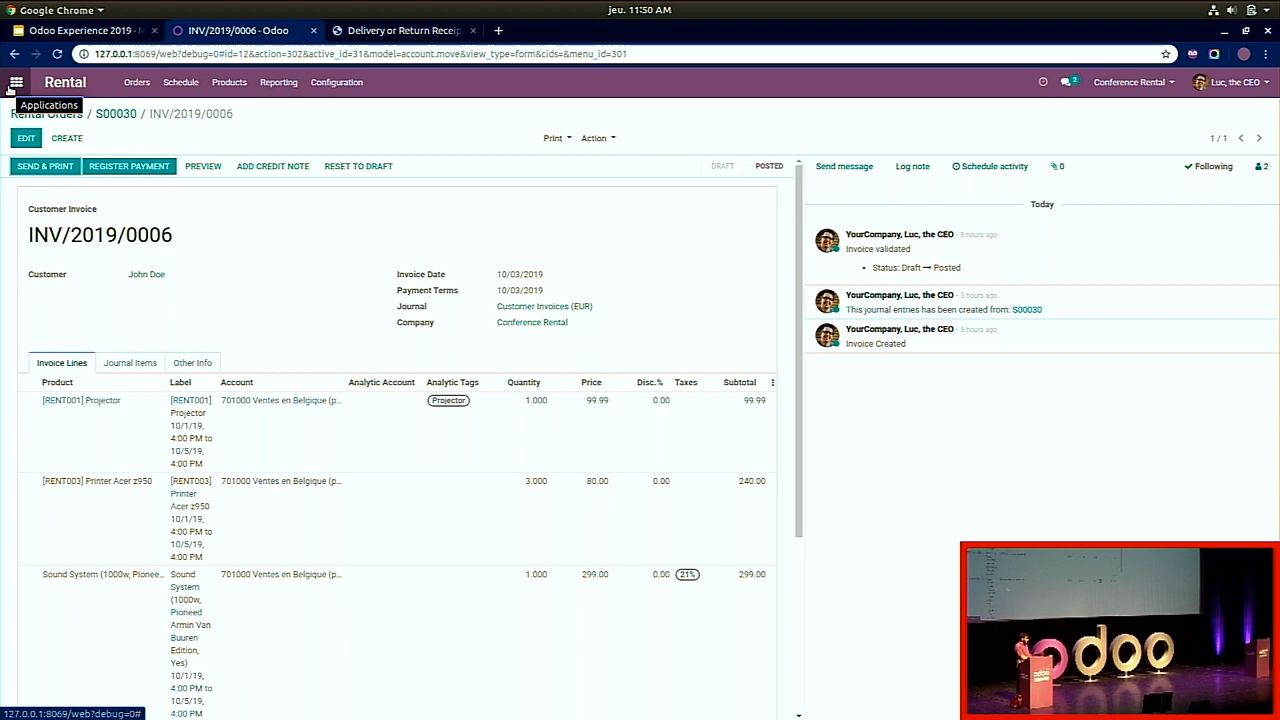 Google Chrome
jeu. 11:50 AM
Odoo Experience 2019 - M
INV/2019/0006 - Odoo
Delivery or Return Receip
127.0.0.1:8069/web?debug=0#id=12&action=302&active_id=31&model=account.move&view_type=form&cids=&menu_id=301
Rental Orders Schedule Products Reporting Configuration 2 Conference Rental Luc, the CEO
Applications
Rental Orders / S00030 / INV/2019/0006
EDIT CREATE Print Action 1 / 1
SEND & PRINT REGISTER PAYMENT PREVIEW ADD CREDIT NOTE RESET TO DRAFT DRAFT POSTED
Send message Log note Schedule activity 0 Following 2
Today
Customer Invoice
INV/2019/0006
Customer John Doe
Invoice Date 10/03/2019
Payment Terms 10/03/2019
Journal Customer Invoices (EUR)
Company Conference Rental
YourCompany, Luc, the CEO - 5 hours ago
Invoice validated
Status: Draft → Posted
YourCompany, Luc, the CEO - 5 hours ago
This journal entries has been created from: S00030
YourCompany, Luc, the CEO - 5 hours ago
Invoice Created
Invoice Lines Journal Items Other Info
Product Label Account Analytic Account Analytic Tags Quantity Price Disc.% Taxes Subtotal
[RENT001] Projector [RENT001] 701000 Ventes en Belgique (p... Projector 1.000 99.99 0.00 99.99
Projector
10/1/19,
4:00 PM to
10/5/19,
4:00 PM
[RENT003] Printer Acer z950 [RENT003] 701000 Ventes en Belgique (p... 3.000 80.00 0.00 240.00
Printer
Acer z950
10/1/19,
4:00 PM to
10/5/19,
4:00 PM
Sound System (1000w, Pionee... Sound 701000 Ventes en Belgique (p... 1.000 299.00 0.00 21% 299.00
System
(1000w,
Pioneed
Armin Van
Buuren
Edition,
Yes)
10/1/19,
4:00 PM to
10/5/19,
4:00 PM
127.0.0.1:8069/web?debug=0#
odoo
odoo